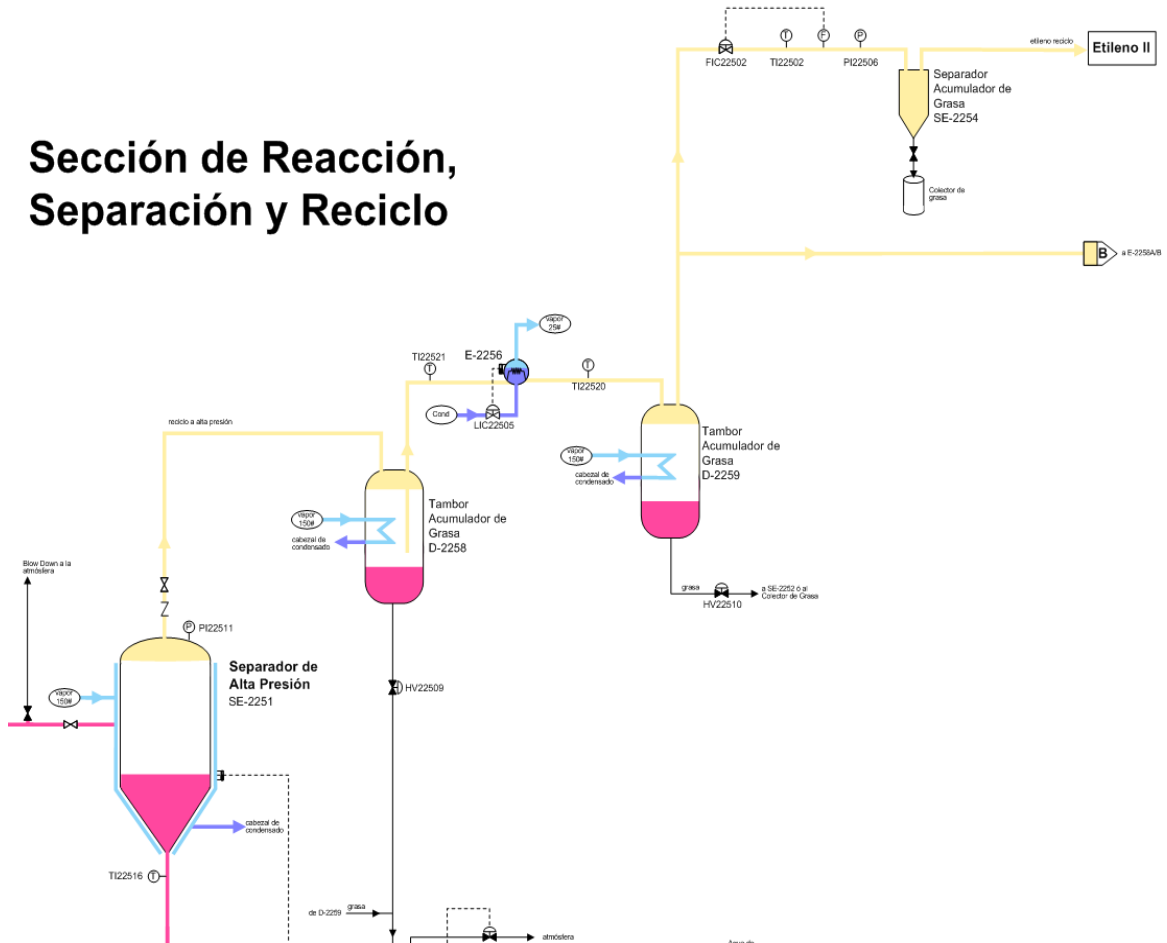 Sección de Reacción,
Separación y Reciclo
T
F
P
FIC22502
TI22502
PI22506
etileno reciclo
Etileno II
Separador
Acumulador de
Grasa
SE-2254
Colector de
grasa
B
a E-2258A/B
vapor
25#
E-2256
TI22521
T
T
TI22520
Cond
LIC22505
reciclo a alta presión
Tambor
Acumulador de
Grasa
D-2259
vapor
150#
cabezal de
condensado
Tambor
Acumulador de
Grasa
D-2258
vapor
150#
cabezal de
condensado
grasa
HV22510
a SE-2252 ó al
Colector de Grasa
Blow Down a la
atmósfera
P
PI22511
Separador de
Alta Presión
SE-2251
vapor
150#
HV22509
cabezal de
condensado
TI22516
T
de D-2259
grasa
atmósfera